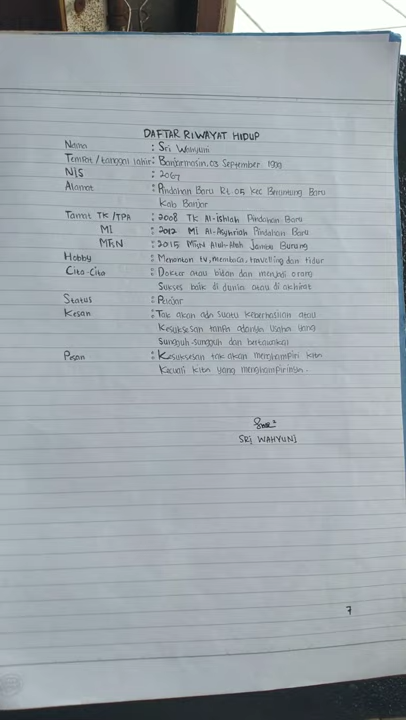 DAFTAR RIWAYAT HIDUP
Nama : Sri Wahyuni
Tempat/tanggal lahir : Banjarmasin, 03 September 1999
NIS : 2067
Alamat : Pindahan Baru Rt. 05 Kec Beruntung Baru
Kab Banjar
Tamat TK/TPA : 2008 TK Al-ishlah Pindahan Baru
MI : 2012 Mi Al-Asyhriah Pindahan Baru
MTsN : 2015 MTsN Atul-Alah Jambu Burung
Hobby : Menonton tv, membaca, travelling dan tidur
Cita-Cita : Dokter atau bidan dan menjadi orang
Sukses baik di dunia atau di akhirat
Status : Pelajar
Kesan : Tak akan ada suatu keberhasilan atau
kesuksesan tanpa adanya usaha yang
sungguh-sungguh dan bertawakal
Pesan : Kesuksesan tak akan menghampiri kita
kecuali kita yang menghampirinya.
SRI WAHYUNI
7